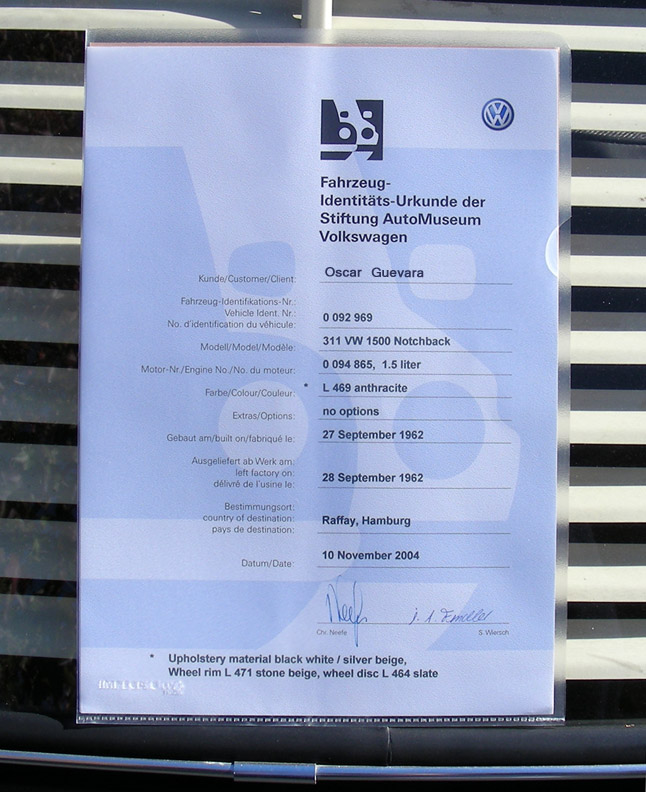 Fahrzeug-
Identitäts-Urkunde der
Stiftung AutoMuseum
Volkswagen
Kunde/Customer/Client: Oscar Guevara
Fahrzeug-Identifikations-Nr.:
Vehicle Ident. Nr.: 0 092 969
No. d'identification du véhicule:
Modell/Model/Modèle: 311 VW 1500 Notchback
Motor-Nr./Engine No./No. du moteur: 0 094 865, 1.5 liter
Farbe/Colour/Couleur: * L 469 anthracite
Extras/Options: no options
Gebaut am/built on/fabriqué le: 27 September 1962
Ausgeliefert ab Werk am:
left factory on: 28 September 1962
délivré de l'usine le:
Bestimmungsort:
country of destination: Raffay, Hamburg
pays de destination:
Datum/Date: 10 November 2004
Chr. Neefe S. Wiersch
* Upholstery material black white / silver beige,
Wheel rim L 471 stone beige, wheel disc L 464 slate